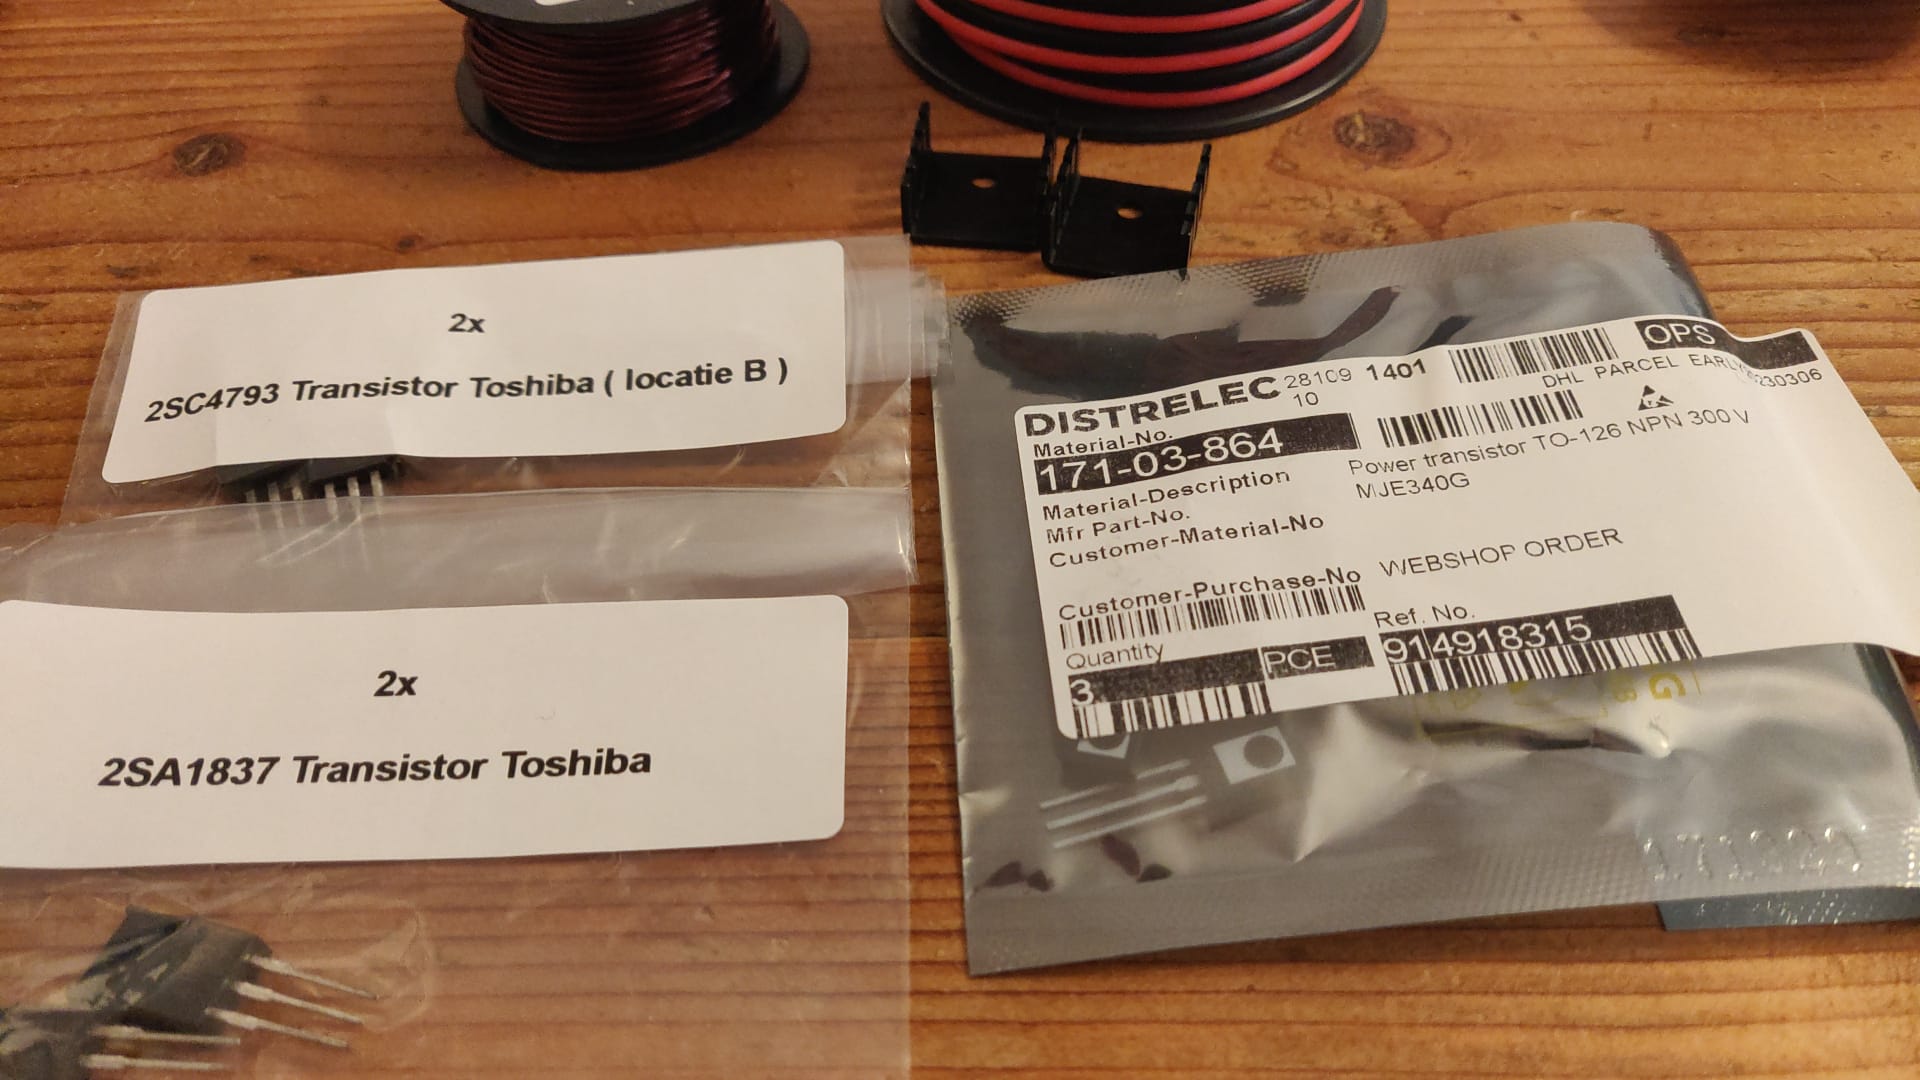 2x
2SC4793 Transistor Toshiba ( locatie B )
2x
2SA1837 Transistor Toshiba
DISTRELEC 28109 1401
10
OPS
DHL PARCEL EARLY 20230306
Material-No.
171-03-864
Material-Description
Power transistor TO-126 NPN 300 V
Mfr Part-No.
MJE340G
Customer-Material-No
Customer-Purchase-No
WEBSHOP ORDER
Quantity
3
PCE
Ref. No.
914918315